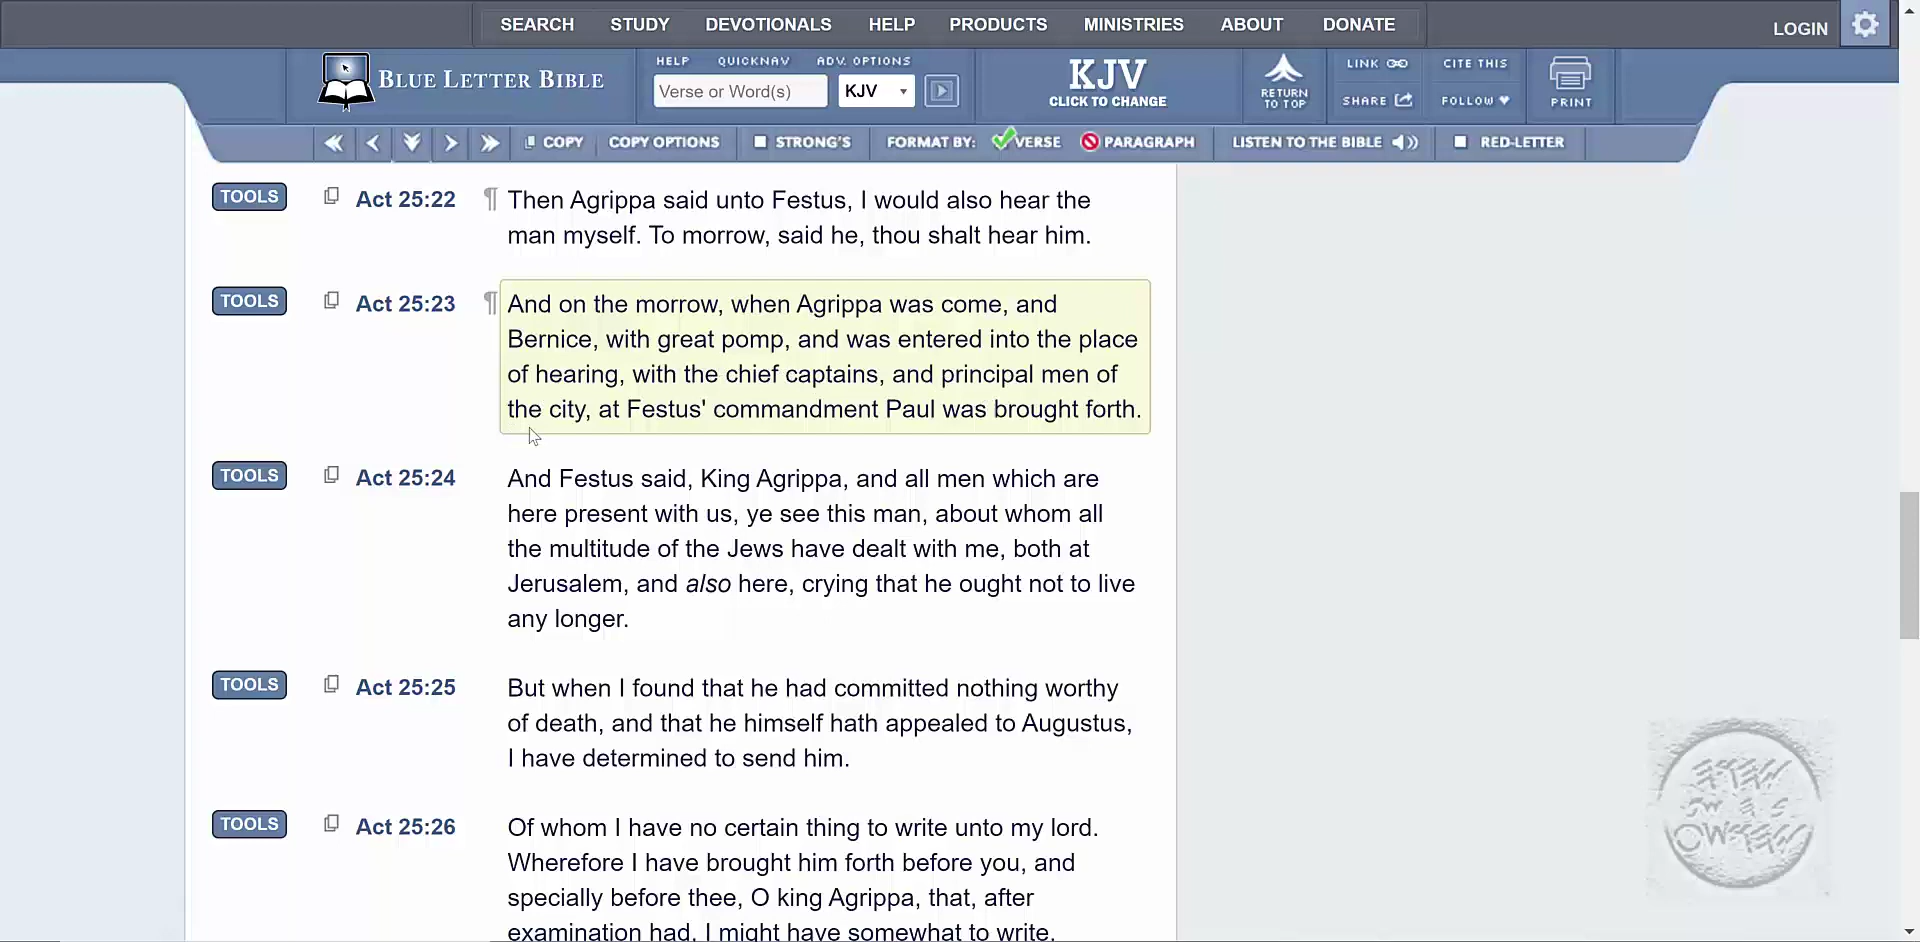 SEARCH STUDY DEVOTIONALS HELP PRODUCTS MINISTRIES ABOUT DONATE LOGIN
BLUE LETTER BIBLE
HELP QUICKNAV ADV. OPTIONS
Verse or Word(s) KJV
KJV
CLICK TO CHANGE
RETURN
TO TOP
LINK CITE THIS
SHARE FOLLOW
PRINT
COPY COPY OPTIONS STRONG'S FORMAT BY: VERSE PARAGRAPH LISTEN TO THE BIBLE RED-LETTER
TOOLS Act 25:22 ¶ Then Agrippa said unto Festus, I would also hear the
man myself. To morrow, said he, thou shalt hear him.
TOOLS Act 25:23 ¶ And on the morrow, when Agrippa was come, and
Bernice, with great pomp, and was entered into the place
of hearing, with the chief captains, and principal men of
the city, at Festus' commandment Paul was brought forth.
TOOLS Act 25:24 And Festus said, King Agrippa, and all men which are
here present with us, ye see this man, about whom all
the multitude of the Jews have dealt with me, both at
Jerusalem, and also here, crying that he ought not to live
any longer.
TOOLS Act 25:25 But when I found that he had committed nothing worthy
of death, and that he himself hath appealed to Augustus,
I have determined to send him.
TOOLS Act 25:26 Of whom I have no certain thing to write unto my lord.
Wherefore I have brought him forth before you, and
specially before thee, O king Agrippa, that, after
examination had, I might have somewhat to write.